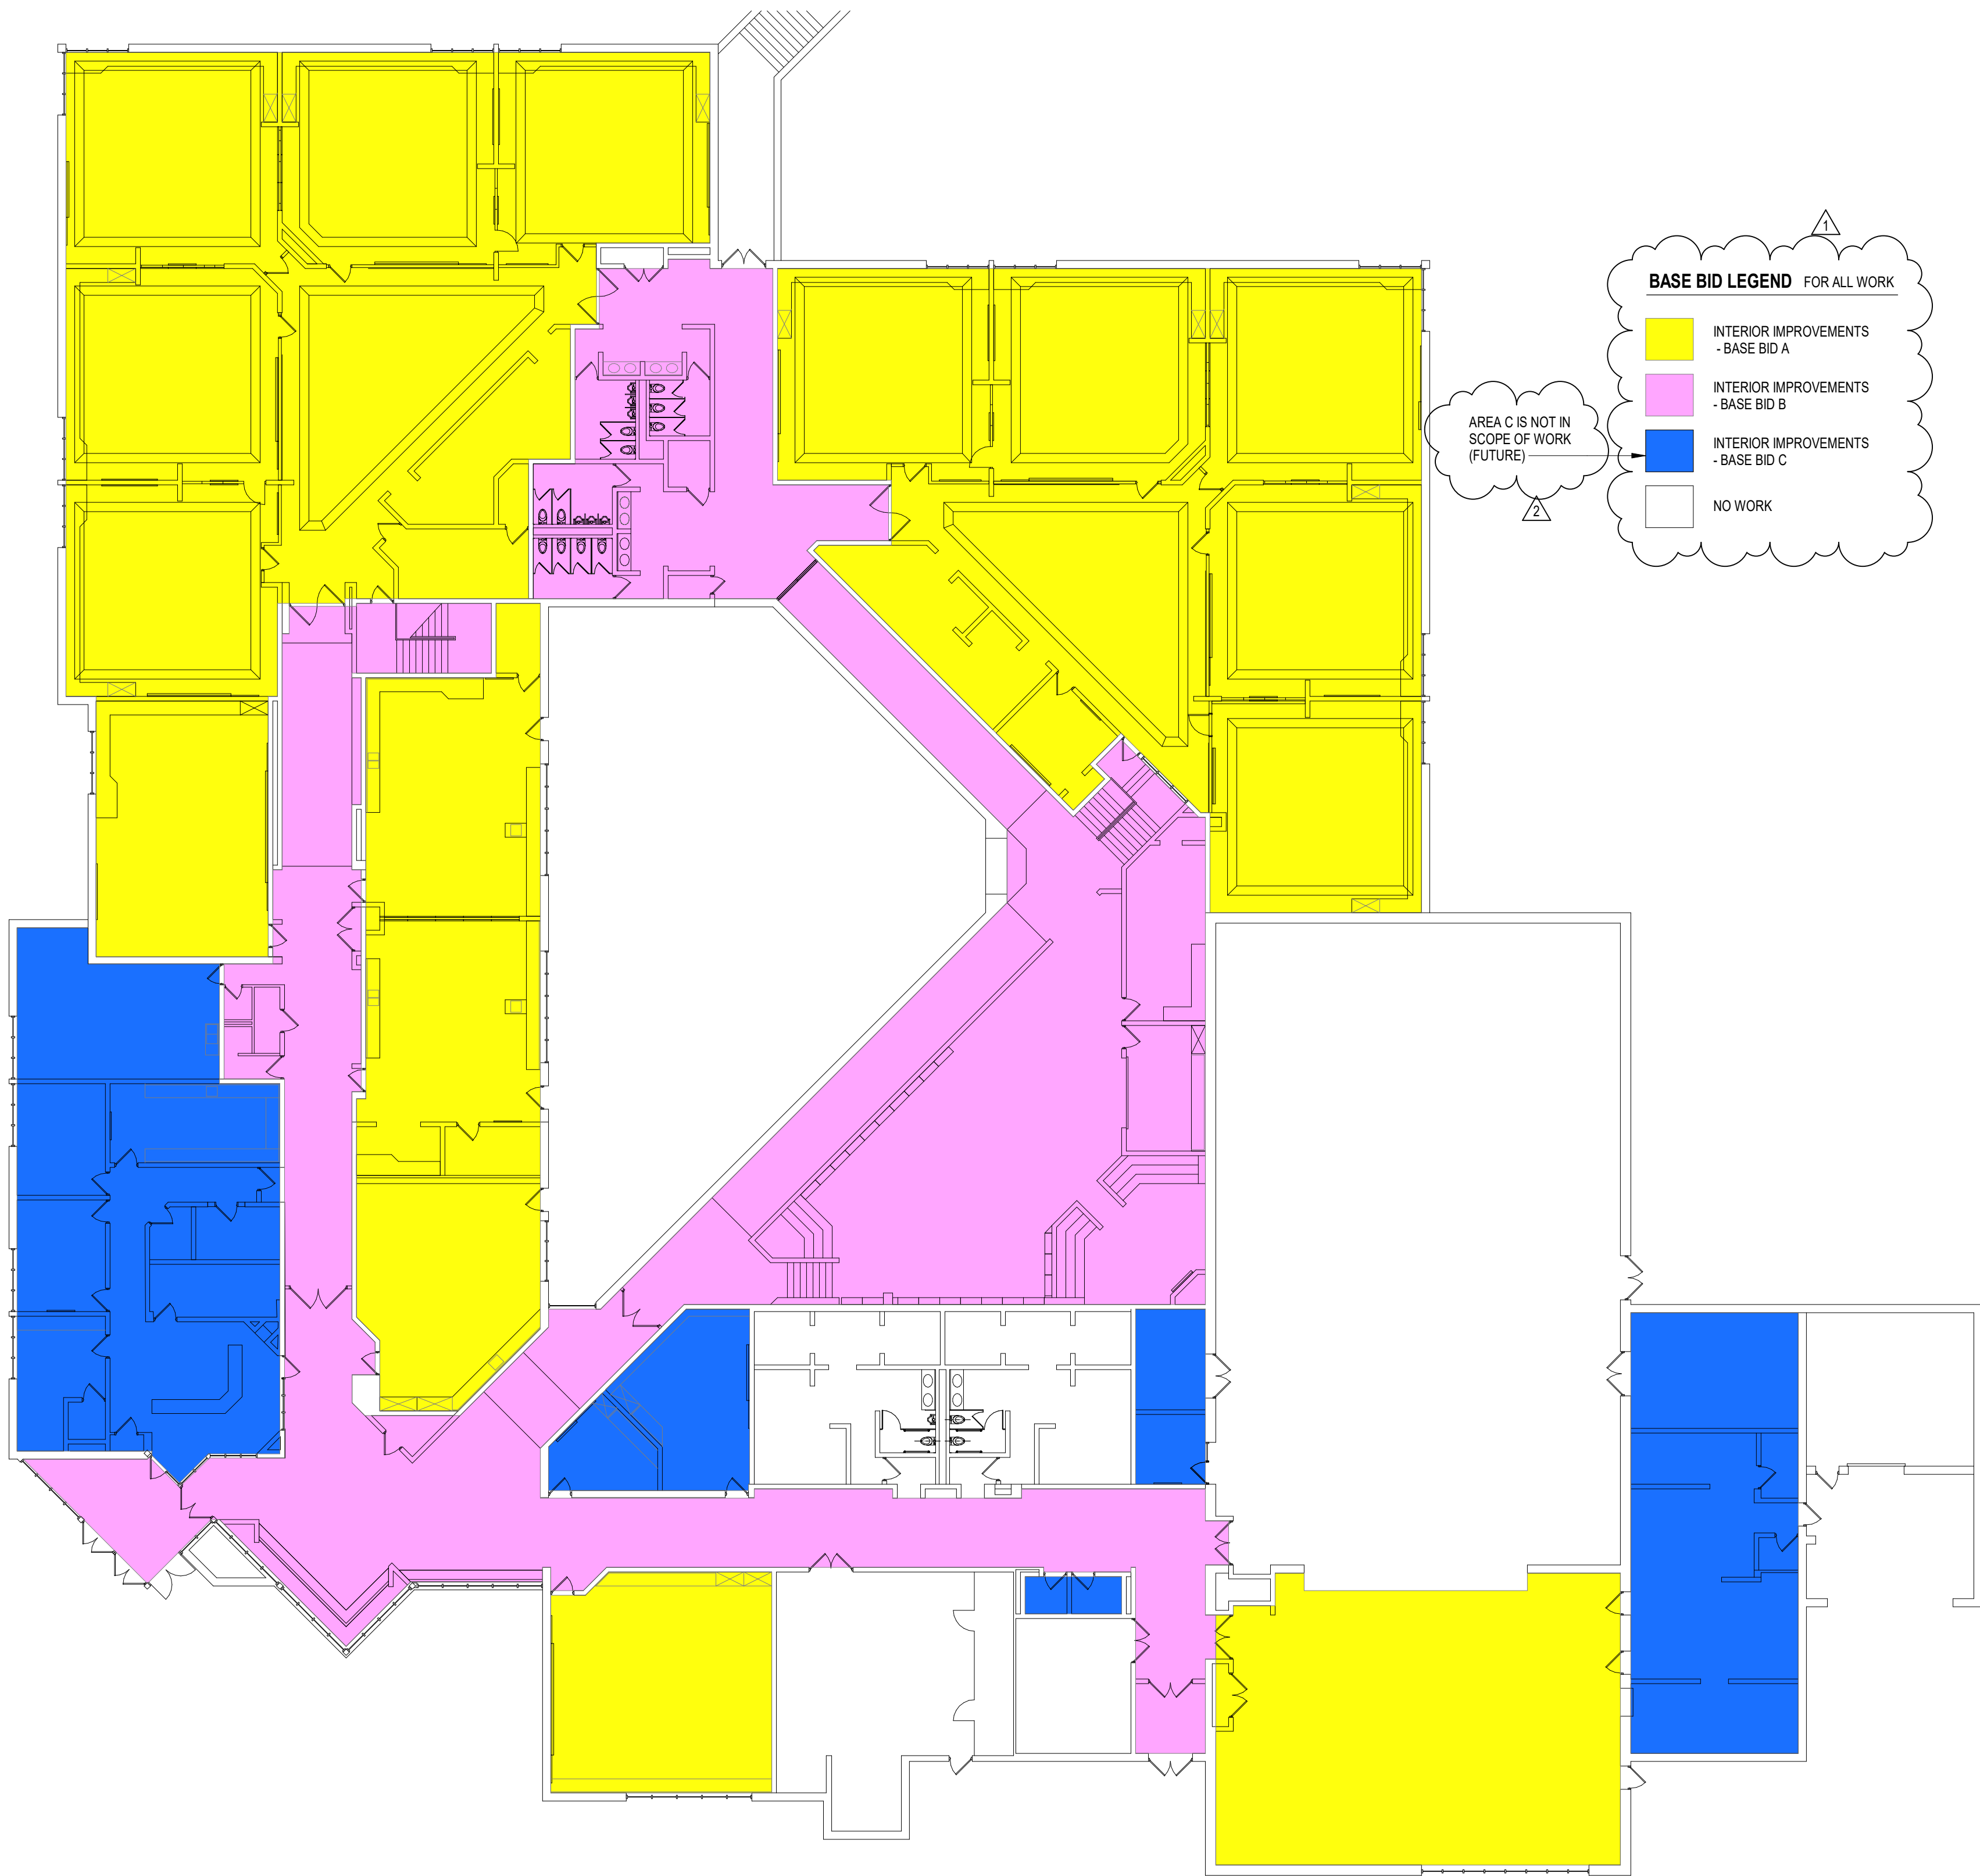 1
BASE BID LEGEND FOR ALL WORK
INTERIOR IMPROVEMENTS
- BASE BID A
INTERIOR IMPROVEMENTS
- BASE BID B
INTERIOR IMPROVEMENTS
- BASE BID C
NO WORK
AREA C IS NOT IN
SCOPE OF WORK
(FUTURE)
2